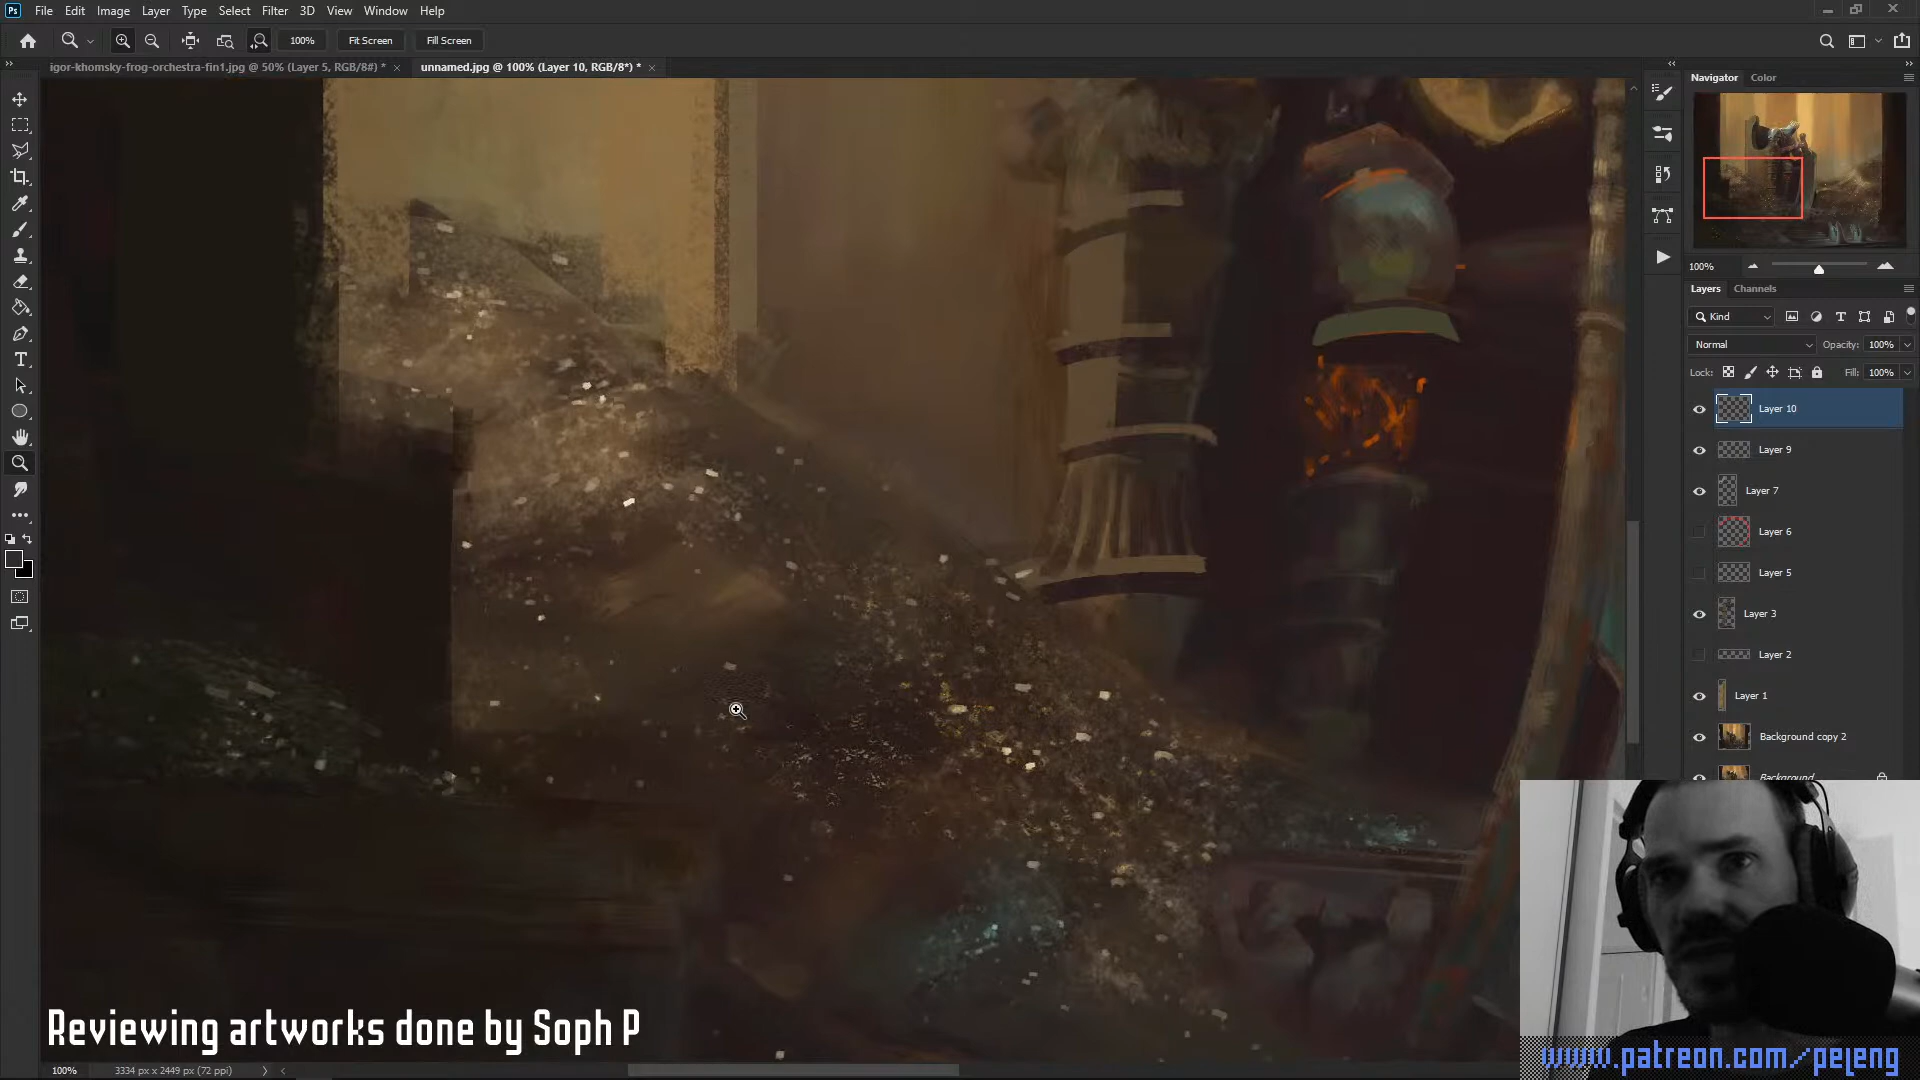 Ps File Edit Image Layer Type Select Filter 3D View Window Help
100% Fit Screen Fill Screen
igor-khomsky-frog-orchestra-fin1.jpg @ 50% (Layer 5, RGB/8#) * ×
unnamed.jpg @ 100% (Layer 10, RGB/8*) * ×
Navigator Color
100%
Layers Channels
Kind
Normal Opacity: 100%
Lock: Fill: 100%
Layer 10
Layer 9
Layer 7
Layer 6
Layer 5
Layer 3
Layer 2
Layer 1
Background copy 2
Background
Reviewing artworks done by Soph P
www.patreon.com/peleng
100% 3334 px x 2449 px (72 ppi)